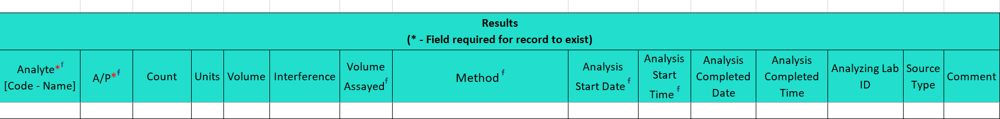 Results
(* - Field required for record to exist)
Analyte*f
[Code - Name]
A/P*f
Count
Units
Volume
Interference
Volume
Assayedf
Method f
Analysis
Start Date f
Analysis
Start
Time f
Analysis
Completed
Date
Analysis
Completed
Time
Analyzing Lab
ID
Source
Type
Comment